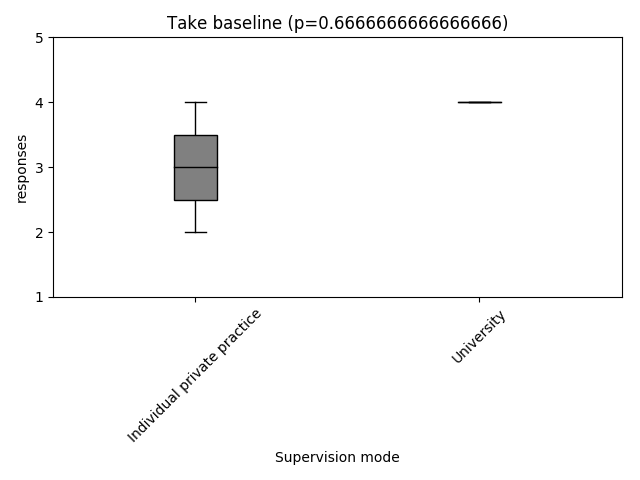 Take baseline (p=0.6666666666666666)
5
4
3
2
1
responses
Individual private practice
University
Supervision mode